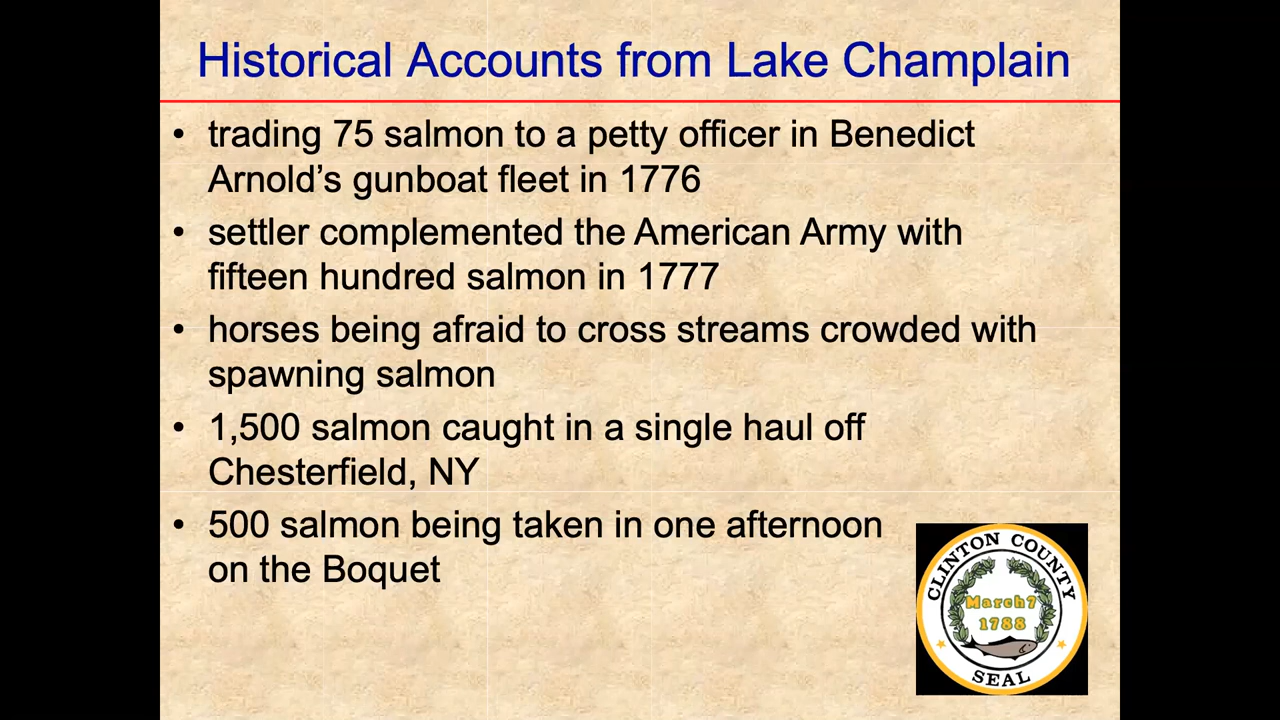 Historical Accounts from Lake Champlain
• trading 75 salmon to a petty officer in Benedict
Arnold’s gunboat fleet in 1776
• settler complemented the American Army with
fifteen hundred salmon in 1777
• horses being afraid to cross streams crowded with
spawning salmon
• 1,500 salmon caught in a single haul off
Chesterfield, NY
• 500 salmon being taken in one afternoon
on the Boquet
CLINTON COUNTY
March 7
1788
SEAL